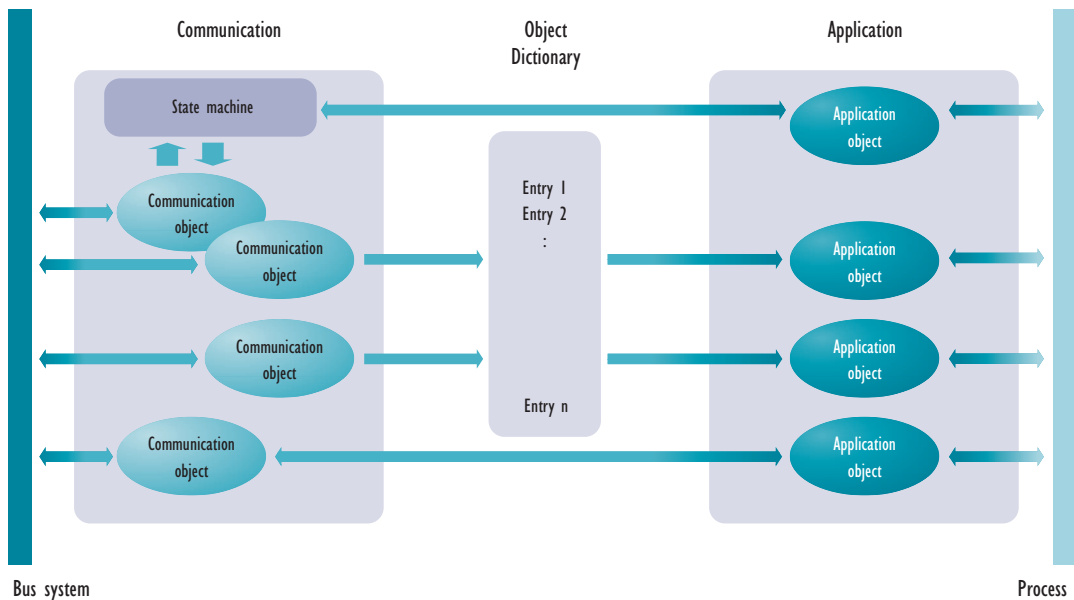 Communication
Object
Dictionary
Application
State machine
Application
object
Communication
object
Entry 1
Entry 2
:
Communication
object
Application
object
Communication
object
Application
object
Entry n
Communication
object
Application
object
Bus system
Process